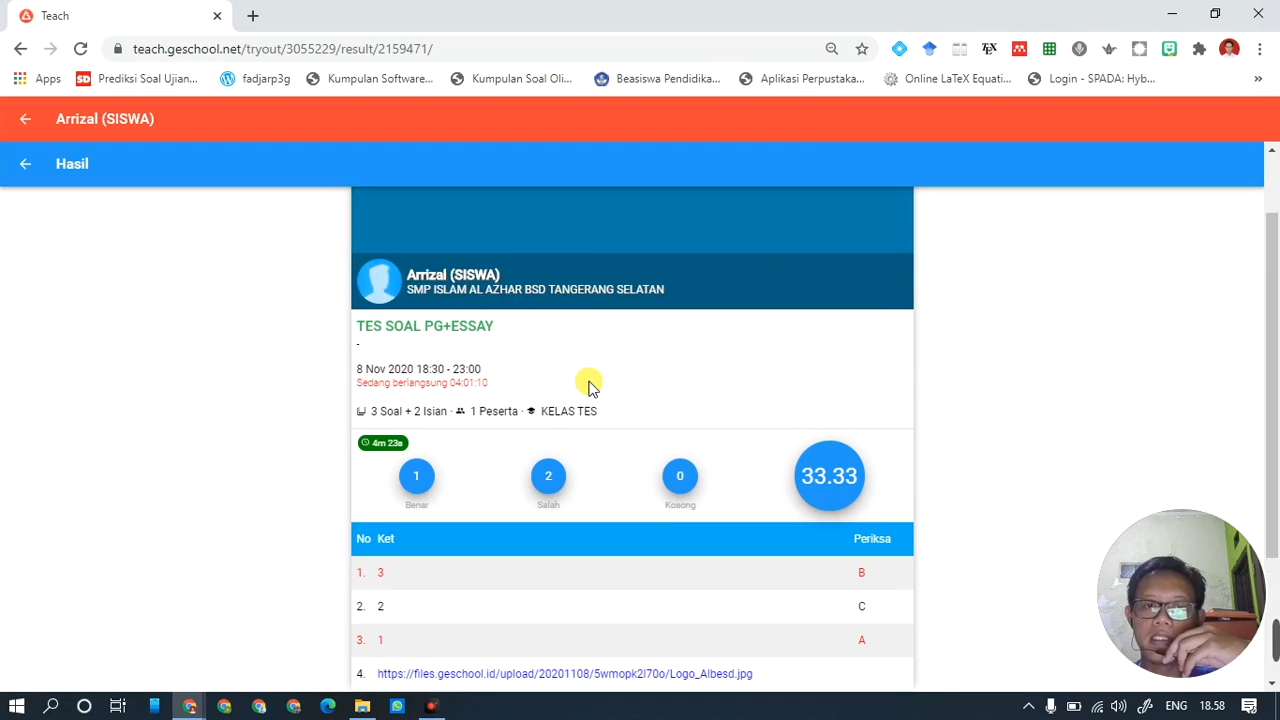 Teach
teach.geschool.net/tryout/3055229/result/2159471/
Apps Prediksi Soal Ujian... fadjarp3g Kumpulan Software... Kumpulan Soal Oli... Beasiswa Pendidika... Aplikasi Perpustaka... Online LaTeX Equati... Login - SPADA: Hyb... »
Arrizal (SISWA)
Hasil
Arrizal (SISWA)
SMP ISLAM AL AZHAR BSD TANGERANG SELATAN
TES SOAL PG+ESSAY
-
8 Nov 2020 18:30 - 23:00
Sedang berlangsung 04:01:10
3 Soal + 2 Isian · 1 Peserta · KELAS TES
4m 23s
1 2 0 33.33
Benar Salah Kosong
No Ket Periksa
1. 3 B
2. 2 C
3. 1 A
4. https://files.geschool.id/upload/20201108/5wmopk2l70o/Logo_Albesd.jpg
ENG 18.58